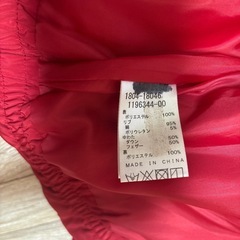 1804-18046
1196344-00
表
ポリエステル 100%
リブ
綿 95%
ポリウレタン 5%
中わた
ダウン 50%
フェザー 50%
裏
ポリエステル 100%
MADE IN CHINA